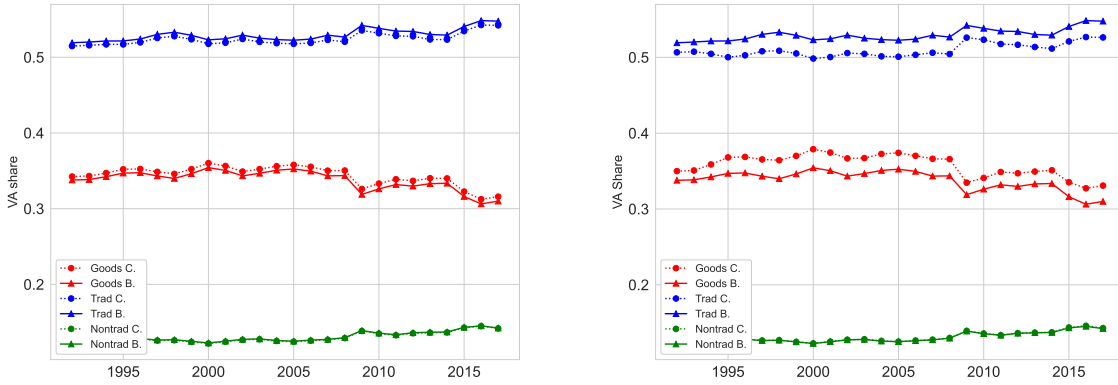 VA share
0.5
0.4
0.3
0.2
Goods C.
Goods B.
Trad C.
Trad B.
Nontrad C.
Nontrad B.
1995 2000 2005 2010 2015
VA Share
0.5
0.4
0.3
0.2
Goods C.
Goods B.
Trad C.
Trad B.
Nontrad C.
Nontrad B.
1995 2000 2005 2010 2015